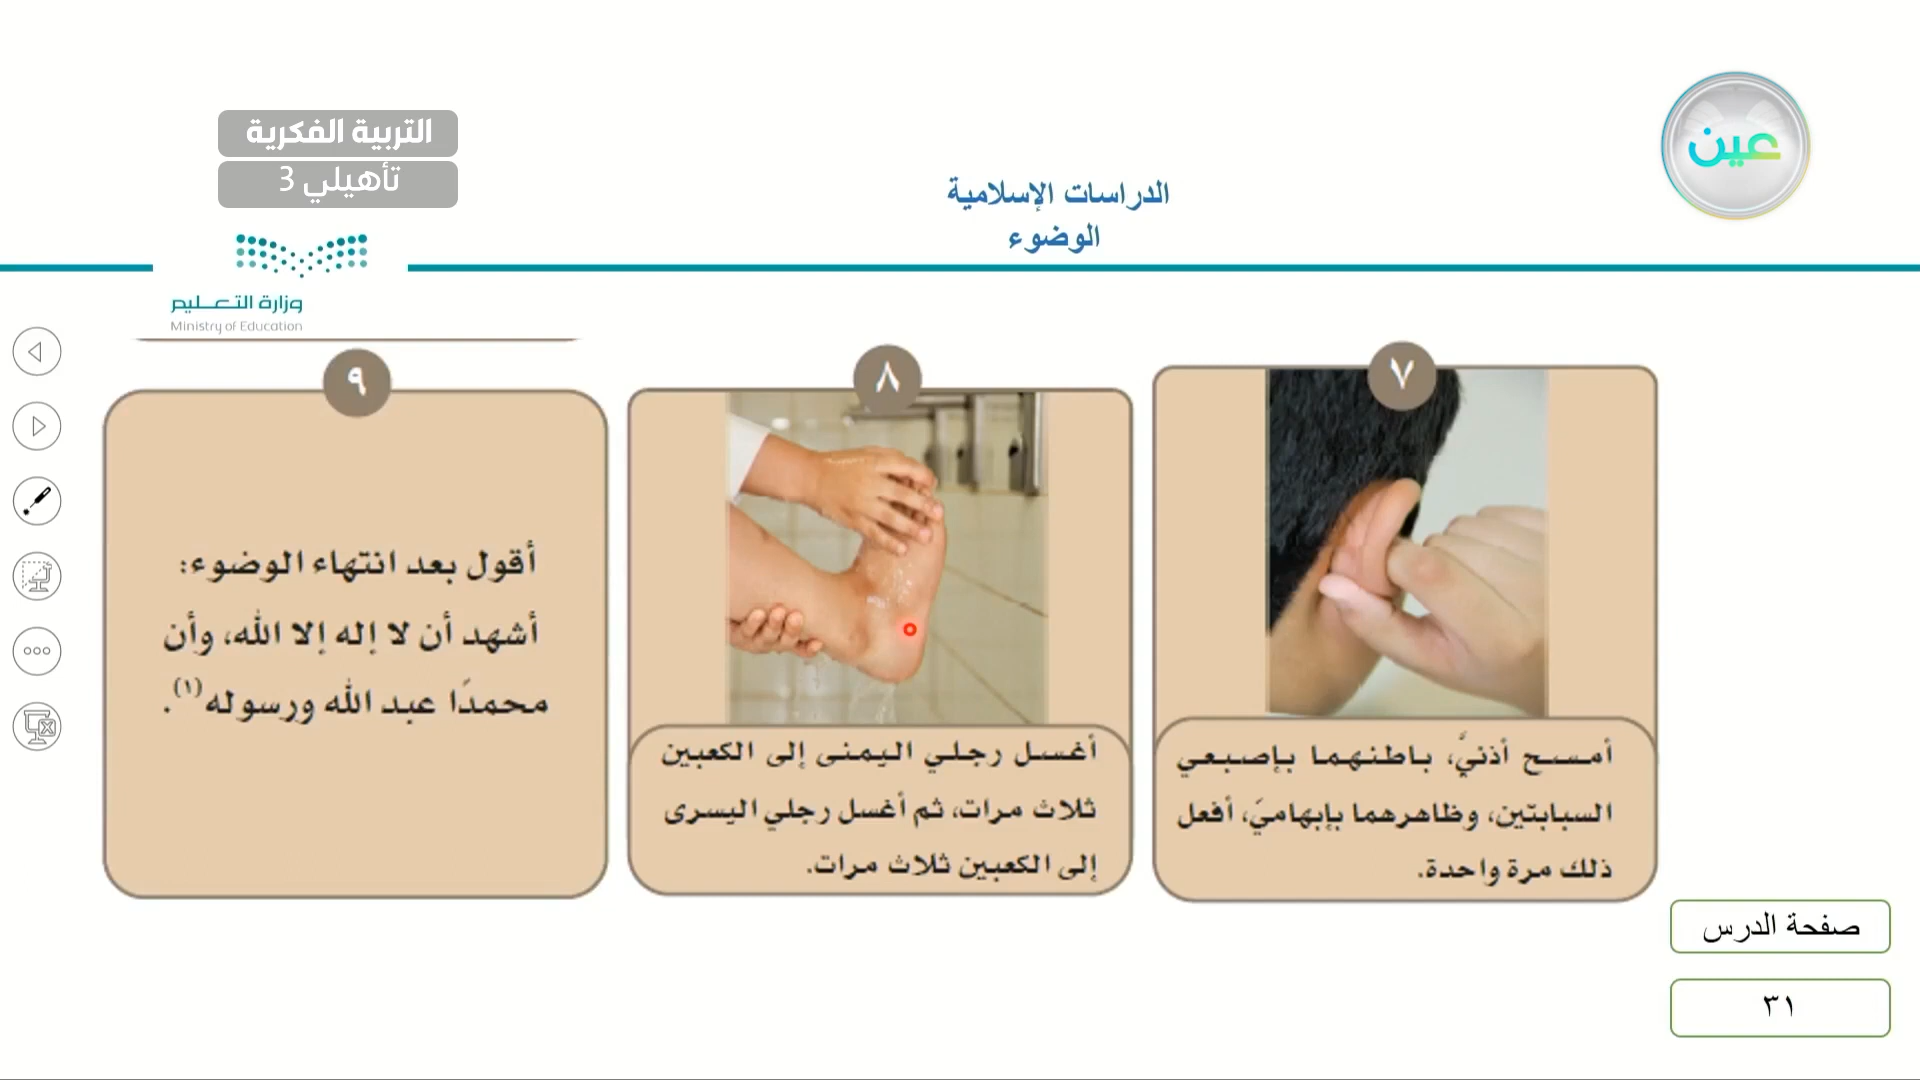 التربية الفكرية
تأهيلي 3
عين
الدراسات الإسلامية
الوضوء
وزارة التعليم
Ministry of Education
٧
أمسح أذنيَّ، باطنهما بإصبعي
السبابتين، وظاهرهما بإبهاميَ، أفعل
ذلك مرة واحدة.
٨
أغسل رجلي اليمنى إلى الكعبين
ثلاث مرات، ثم أغسل رجلي اليسرى
إلى الكعبين ثلاث مرات.
٩
أقول بعد انتهاء الوضوء:
أشهد أن لا إله إلا الله، وأن
محمدًا عبد الله ورسوله(١).
صفحة الدرس
٣١